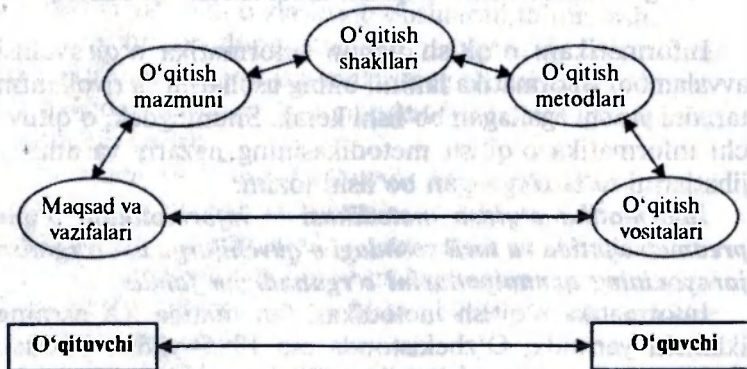 O‘qitish
shakllari
O‘qitish
mazmuni
O‘qitish
metodlari
Maqsad va
vazifalari
O‘qitish
vositalari
O‘qituvchi
O‘quvchi